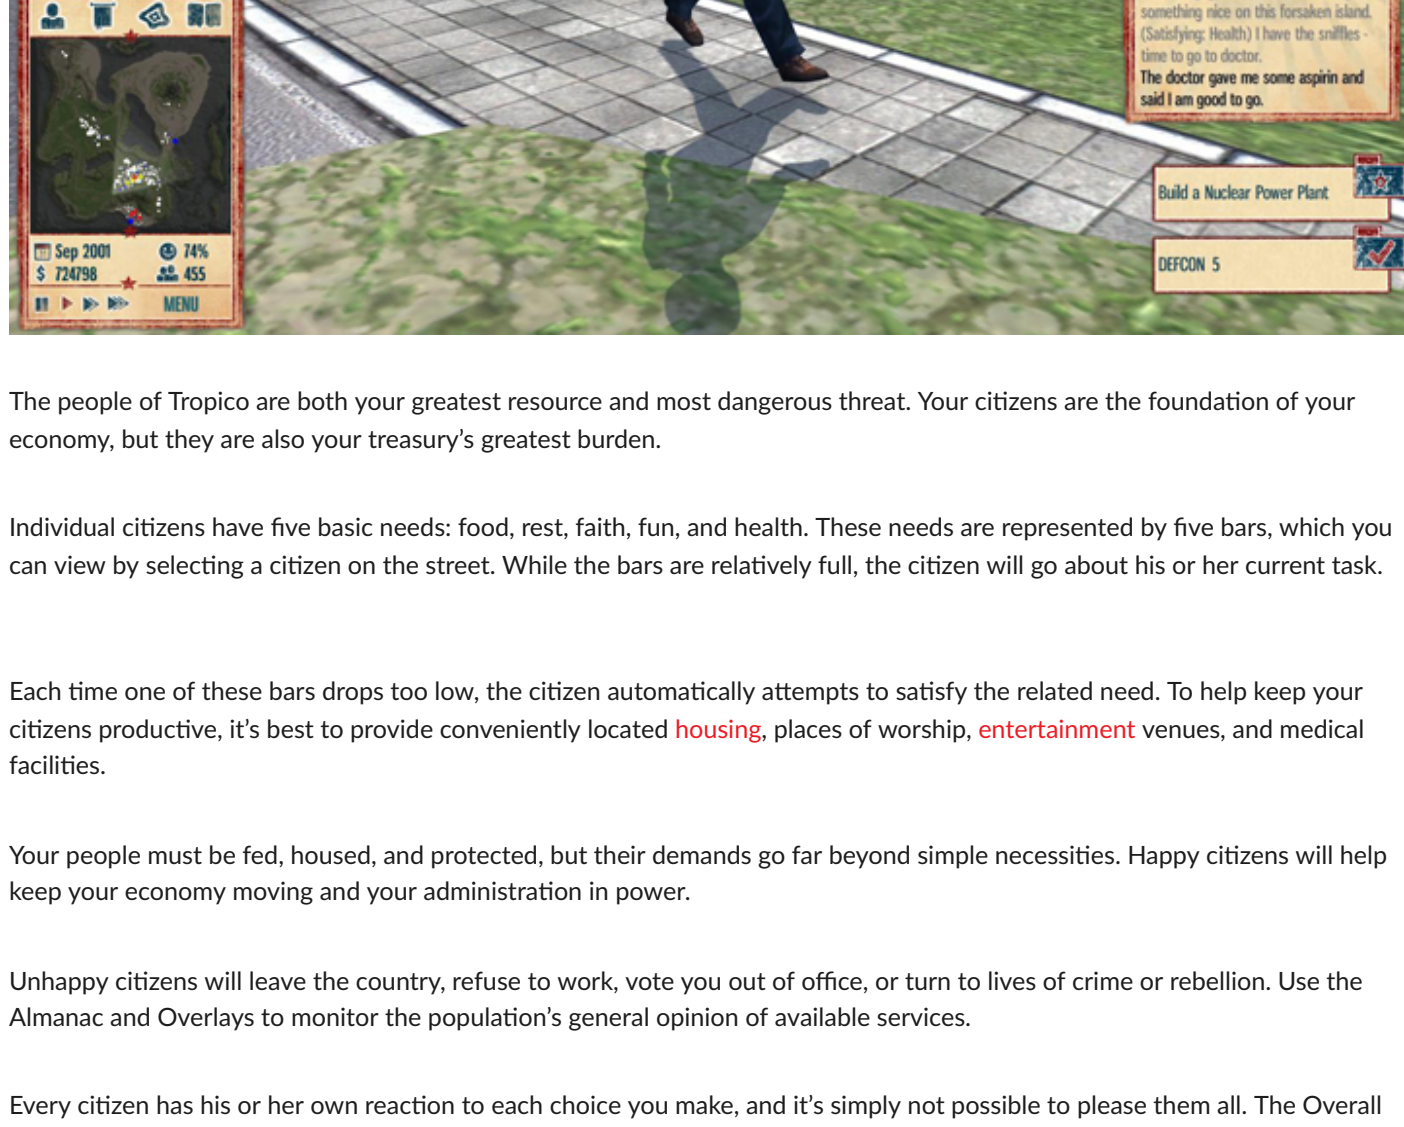 something nice on this forsaken island.
(Satisfying: Health) I have the sniffles -
time to go to doctor.
The doctor gave me some aspirin and
said I am good to go.
Build a Nuclear Power Plant
DEFCON 5
Sep 2001 74%
$ 724798 455
MENU
The people of Tropico are both your greatest resource and most dangerous threat. Your citizens are the foundation of your
economy, but they are also your treasury’s greatest burden.
Individual citizens have five basic needs: food, rest, faith, fun, and health. These needs are represented by five bars, which you
can view by selecting a citizen on the street. While the bars are relatively full, the citizen will go about his or her current task.
Each time one of these bars drops too low, the citizen automatically attempts to satisfy the related need. To help keep your
citizens productive, it’s best to provide conveniently located housing, places of worship, entertainment venues, and medical
facilities.
Your people must be fed, housed, and protected, but their demands go far beyond simple necessities. Happy citizens will help
keep your economy moving and your administration in power.
Unhappy citizens will leave the country, refuse to work, vote you out of office, or turn to lives of crime or rebellion. Use the
Almanac and Overlays to monitor the population’s general opinion of available services.
Every citizen has his or her own reaction to each choice you make, and it’s simply not possible to please them all. The Overall